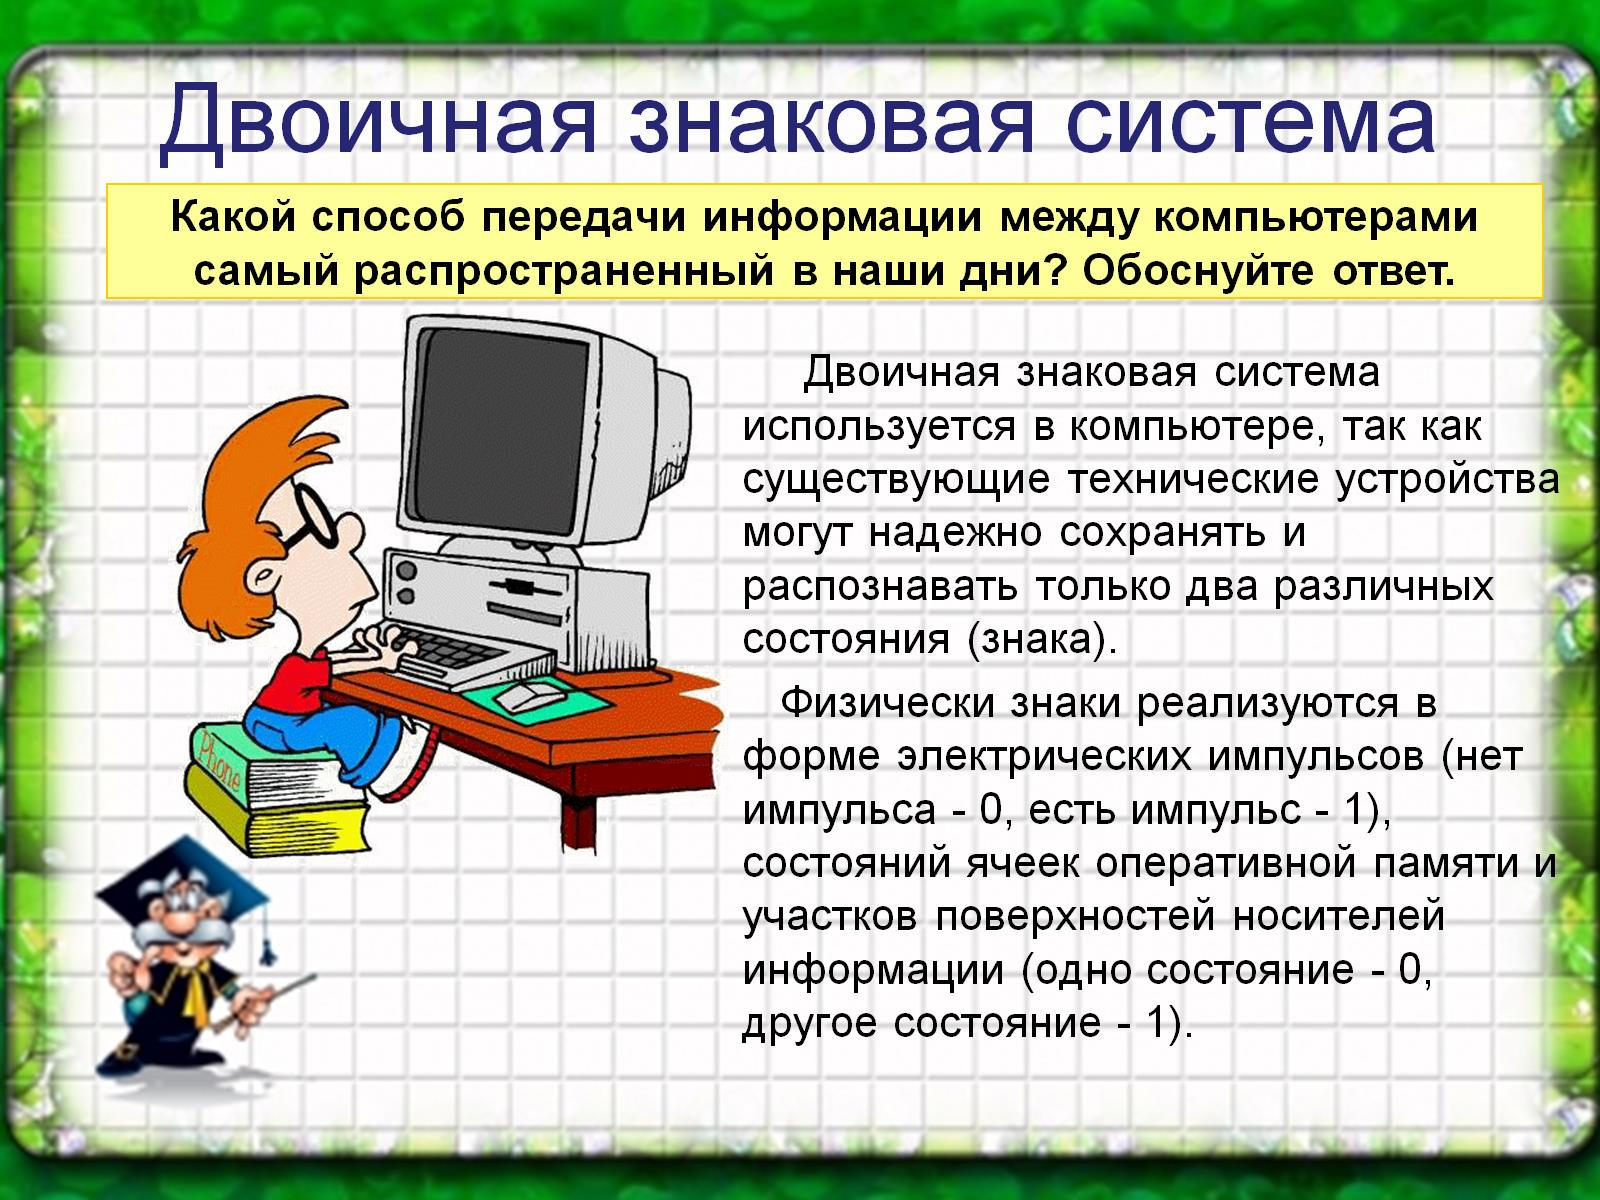 Двоичная знаковая система
Какой способ передачи информации между компьютерами
самый распространенный в наши дни? Обоснуйте ответ.
Двоичная знаковая система
используется в компьютере, так как
существующие технические устройства
могут надежно сохранять и
распознавать только два различных
состояния (знака).
Физически знаки реализуются в
форме электрических импульсов (нет
импульса - 0, есть импульс - 1),
состояний ячеек оперативной памяти и
участков поверхностей носителей
информации (одно состояние - 0,
другое состояние - 1).
Phone